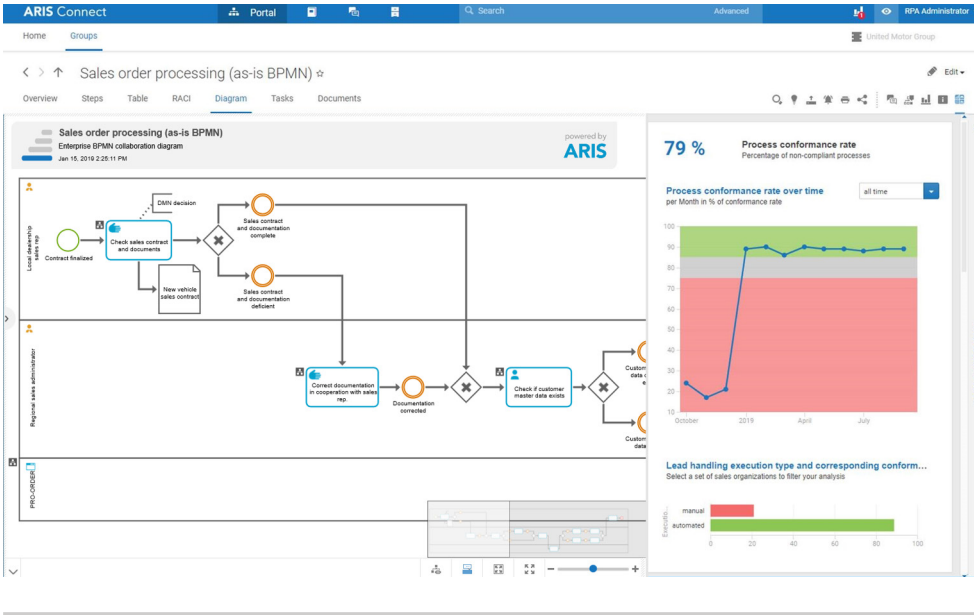 ARIS Connect
Portal
Search
Advanced
RPA Administrator
Home
Groups
United Motor Group
Sales order processing (as-is BPMN)
Edit
Overview
Steps
Table
RACI
Diagram
Tasks
Documents
Sales order processing (as-is BPMN)
Enterprise BPMN collaboration diagram
Jan 15, 2019 2:25:11 PM
powered by
ARIS
Local dealership
sales rep
Contract finalized
Check sales contract
and documents
DMN decision
New vehicle
sales contract
Sales contract
and documentation
complete
Sales contract
and documentation
deficient
Regional sales administrator
Correct documentation
in cooperation with sales
rep.
Documentation
corrected
Check if customer
master data exists
Custom
data
e
Custom
data
PRO-ORDER
79 %
Process conformance rate
Percentage of non-compliant processes
Process conformance rate over time
per Month in % of conformance rate
all time
100
90
80
70
60
50
40
30
20
10
October
2019
April
July
Lead handling execution type and corresponding conform...
Select a set of sales organizations to filter your analysis
Executio...
manual
automated
0
20
40
60
80
100